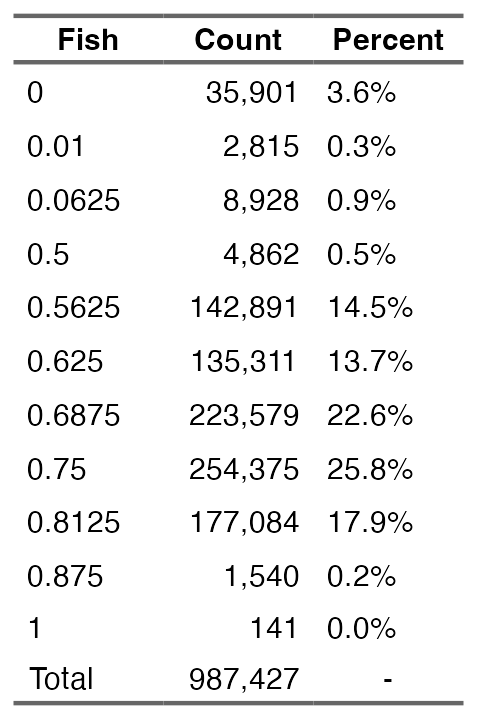 Fish Count Percent
0 35,901 3.6%
0.01 2,815 0.3%
0.0625 8,928 0.9%
0.5 4,862 0.5%
0.5625 142,891 14.5%
0.625 135,311 13.7%
0.6875 223,579 22.6%
0.75 254,375 25.8%
0.8125 177,084 17.9%
0.875 1,540 0.2%
1 141 0.0%
Total 987,427 -